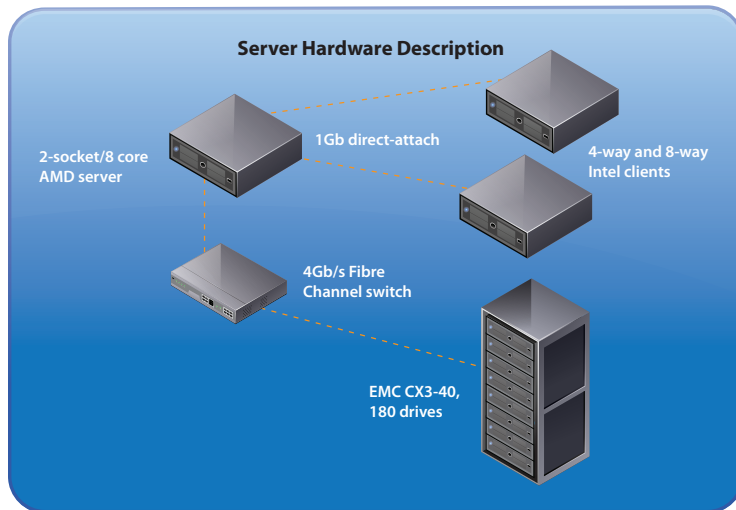 Server Hardware Description
2-socket/8 core
AMD server
1Gb direct-attach
4-way and 8-way
Intel clients
4Gb/s Fibre
Channel switch
EMC CX3-40,
180 drives